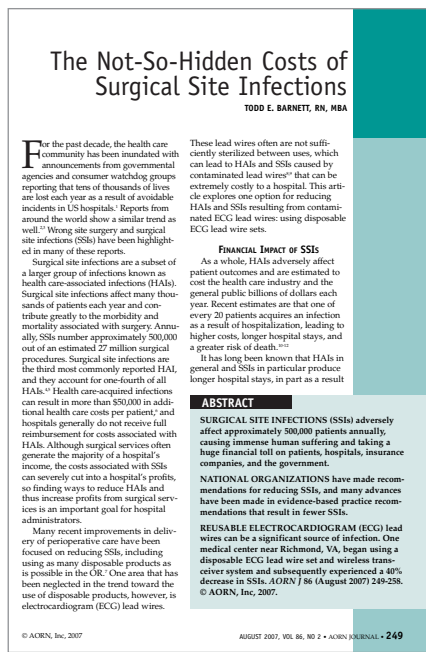 The Not-So-Hidden Costs of
Surgical Site Infections
TODD E. BARNETT, RN, MBA
For the past decade, the health care
community has been inundated with
announcements from governmental
agencies and consumer watchdog groups
reporting that tens of thousands of lives
are lost each year as a result of avoidable
incidents in US hospitals.¹ Reports from
around the world show a similar trend as
well.²,³ Wrong site surgery and surgical
site infections (SSIs) have been highlight-
ed in many of these reports.
Surgical site infections are a subset of
a larger group of infections known as
health care-associated infections (HAIs).
Surgical site infections affect many thou-
sands of patients each year and con-
tribute greatly to the morbidity and
mortality associated with surgery. Annu-
ally, SSIs number approximately 500,000
out of an estimated 27 million surgical
procedures. Surgical site infections are
the third most commonly reported HAI,
and they account for one-fourth of all
HAIs.⁴,⁵ Health care-acquired infections
can result in more than $50,000 in addi-
tional health care costs per patient,⁶ and
hospitals generally do not receive full
reimbursement for costs associated with
HAIs. Although surgical services often
generate the majority of a hospital's
income, the costs associated with SSIs
can severely cut into a hospital's profits,
so finding ways to reduce HAIs and
thus increase profits from surgical serv-
ices is an important goal for hospital
administrators.
Many recent improvements in deliv-
ery of perioperative care have been
focused on reducing SSIs, including
using as many disposable products as
is possible in the OR.⁷ One area that has
been neglected in the trend toward the
use of disposable products, however, is
electrocardiogram (ECG) lead wires.
These lead wires often are not suffi-
ciently sterilized between uses, which
can lead to HAIs and SSIs caused by
contaminated lead wires⁸,⁹ that can be
extremely costly to a hospital. This arti-
cle explores one option for reducing
HAIs and SSIs resulting from contami-
nated ECG lead wires: using disposable
ECG lead wire sets.
FINANCIAL IMPACT OF SSIS
As a whole, HAIs adversely affect
patient outcomes and are estimated to
cost the health care industry and the
general public billions of dollars each
year. Recent estimates are that one of
every 20 patients acquires an infection
as a result of hospitalization, leading to
higher costs, longer hospital stays, and
a greater risk of death.¹⁰⁻¹²
It has long been known that HAIs in
general and SSIs in particular produce
longer hospital stays, in part as a result
ABSTRACT
SURGICAL SITE INFECTIONS (SSIs) adversely
affect approximately 500,000 patients annually,
causing immense human suffering and taking a
huge financial toll on patients, hospitals, insurance
companies, and the government.
NATIONAL ORGANIZATIONS have made recom-
mendations for reducing SSIs, and many advances
have been made in evidence-based practice recom-
mendations that result in fewer SSIs.
REUSABLE ELECTROCARDIOGRAM (ECG) lead
wires can be a significant source of infection. One
medical center near Richmond, VA, began using a
disposable ECG lead wire set and wireless trans-
ceiver system and subsequently experienced a 40%
decrease in SSIs. AORN J 86 (August 2007) 249-258.
© AORN, Inc, 2007.
© AORN, Inc, 2007
AUGUST 2007, VOL 86, NO 2 • AORN JOURNAL • 249